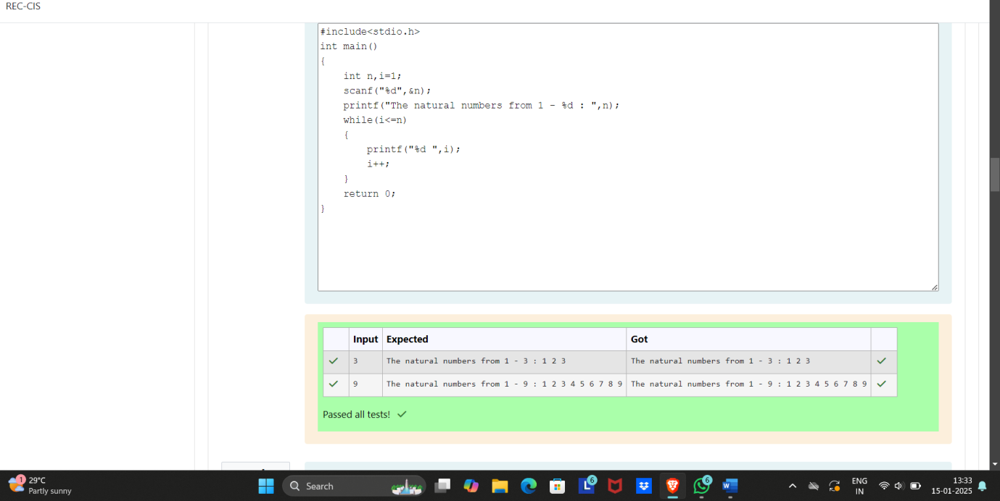 REC-CIS
#include<stdio.h>
int main()
{
    int n,i=1;
    scanf("%d",&n);
    printf("The natural numbers from 1 - %d : ",n);
    while(i<=n)
    {
        printf("%d ",i);
        i++;
    }
    return 0;
}
Input Expected Got
3 The natural numbers from 1 - 3 : 1 2 3 The natural numbers from 1 - 3 : 1 2 3
9 The natural numbers from 1 - 9 : 1 2 3 4 5 6 7 8 9 The natural numbers from 1 - 9 : 1 2 3 4 5 6 7 8 9
Passed all tests!
1 29°C
Partly sunny
Search
L 6
6
W
ENG
IN
13:33
15-01-2025